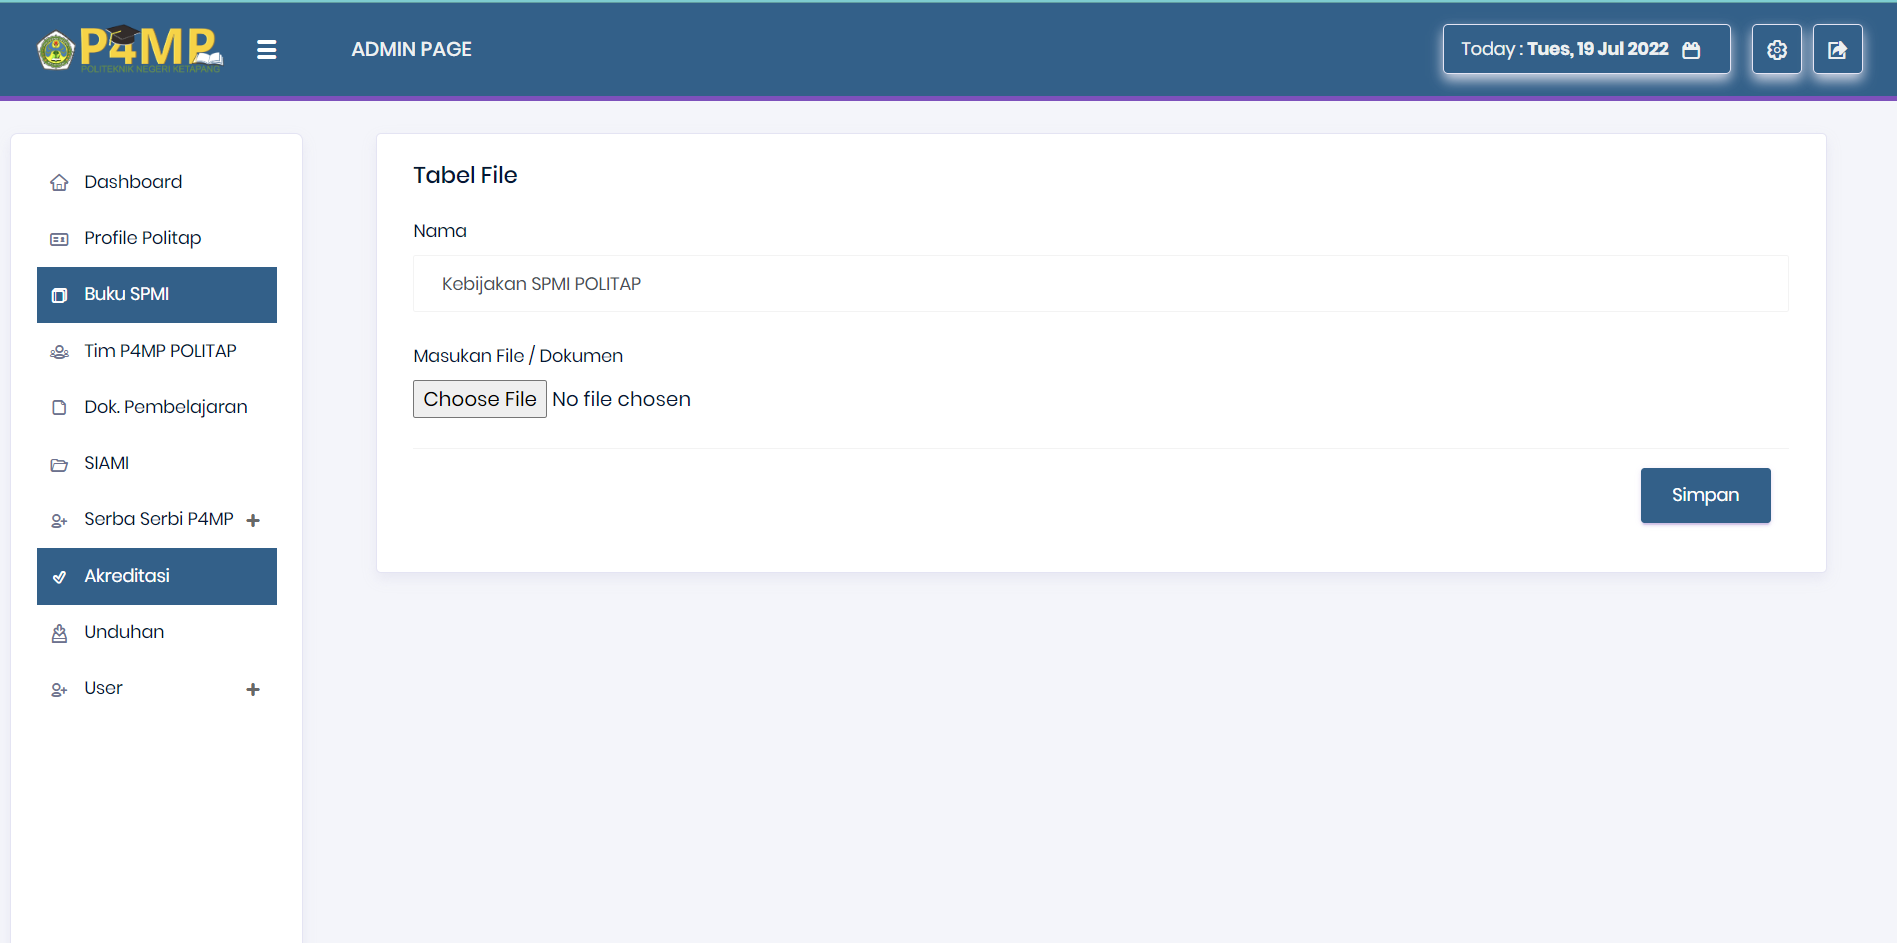 P4MP
POLITEKNIK NEGERI KETAPANG
ADMIN PAGE
Today : Tues, 19 Jul 2022
Dashboard
Profile Politap
Buku SPMI
Tim P4MP POLITAP
Dok. Pembelajaran
SIAMI
Serba Serbi P4MP +
Akreditasi
Unduhan
User +
Tabel File
Nama
Kebijakan SPMI POLITAP
Masukan File / Dokumen
Choose File No file chosen
Simpan